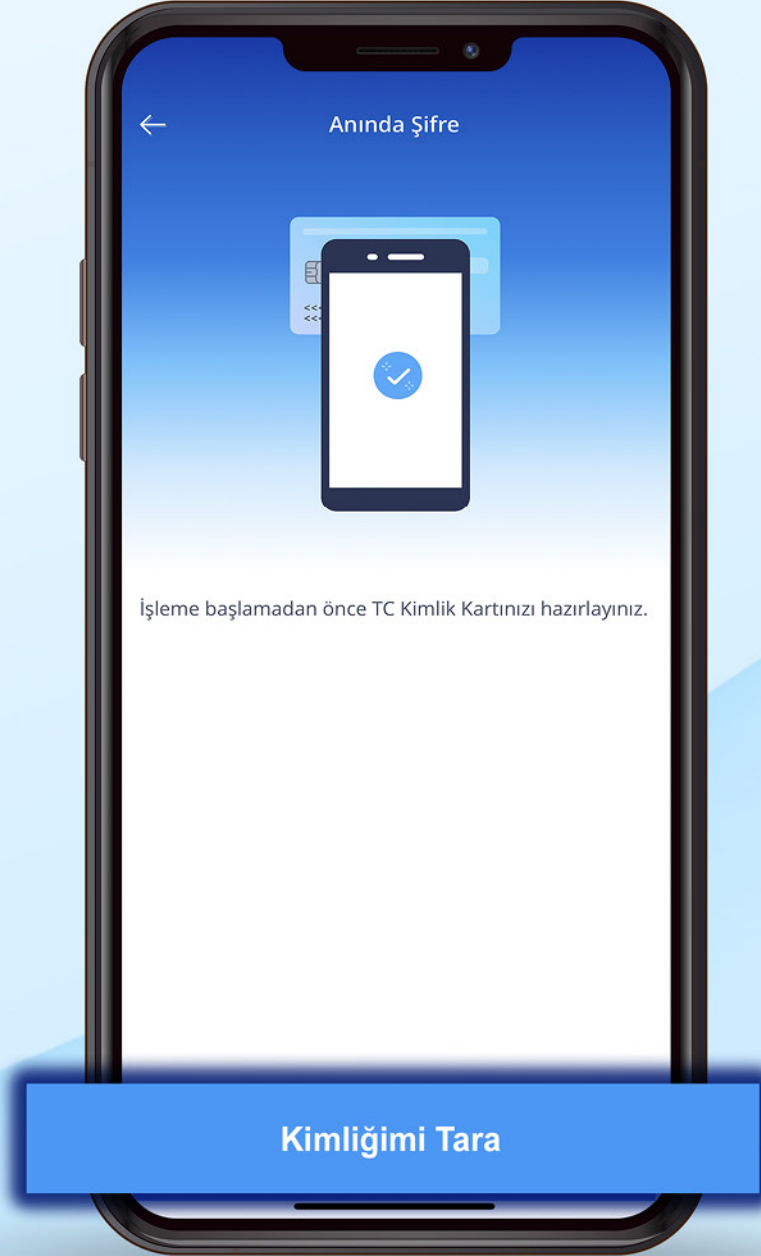 Anında Şifre
İşleme başlamadan önce TC Kimlik Kartınızı hazırlayınız.
Kimliğimi Tara